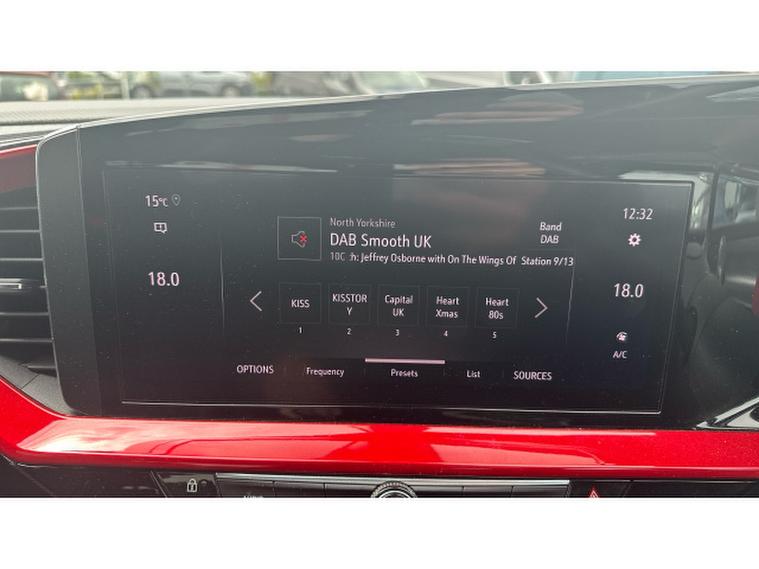 15°C
12:32
North Yorkshire
DAB Smooth UK
Band
DAB
10C :h: Jeffrey Osborne with On The Wings Of Station 9/13
18.0
18.0
KISS
KISSTOR
Y
Capital
UK
Heart
Xmas
Heart
80s
1 2 3 4 5
A/C
OPTIONS Frequency Presets List SOURCES
AUDIO